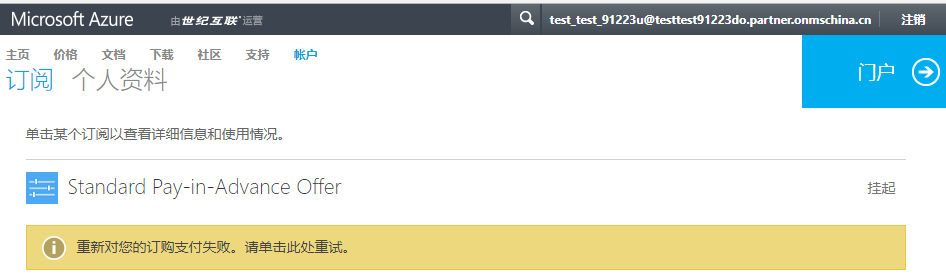 Microsoft Azure 由世纪互联运营 test_test_91223u@testtest91223do.partner.onmschina.cn 注销
主页 价格 文档 下载 社区 支持 帐户
订阅 个人资料 门户
单击某个订阅以查看详细信息和使用情况。
Standard Pay-in-Advance Offer 挂起
重新对您的订购支付失败。请单击此处重试。